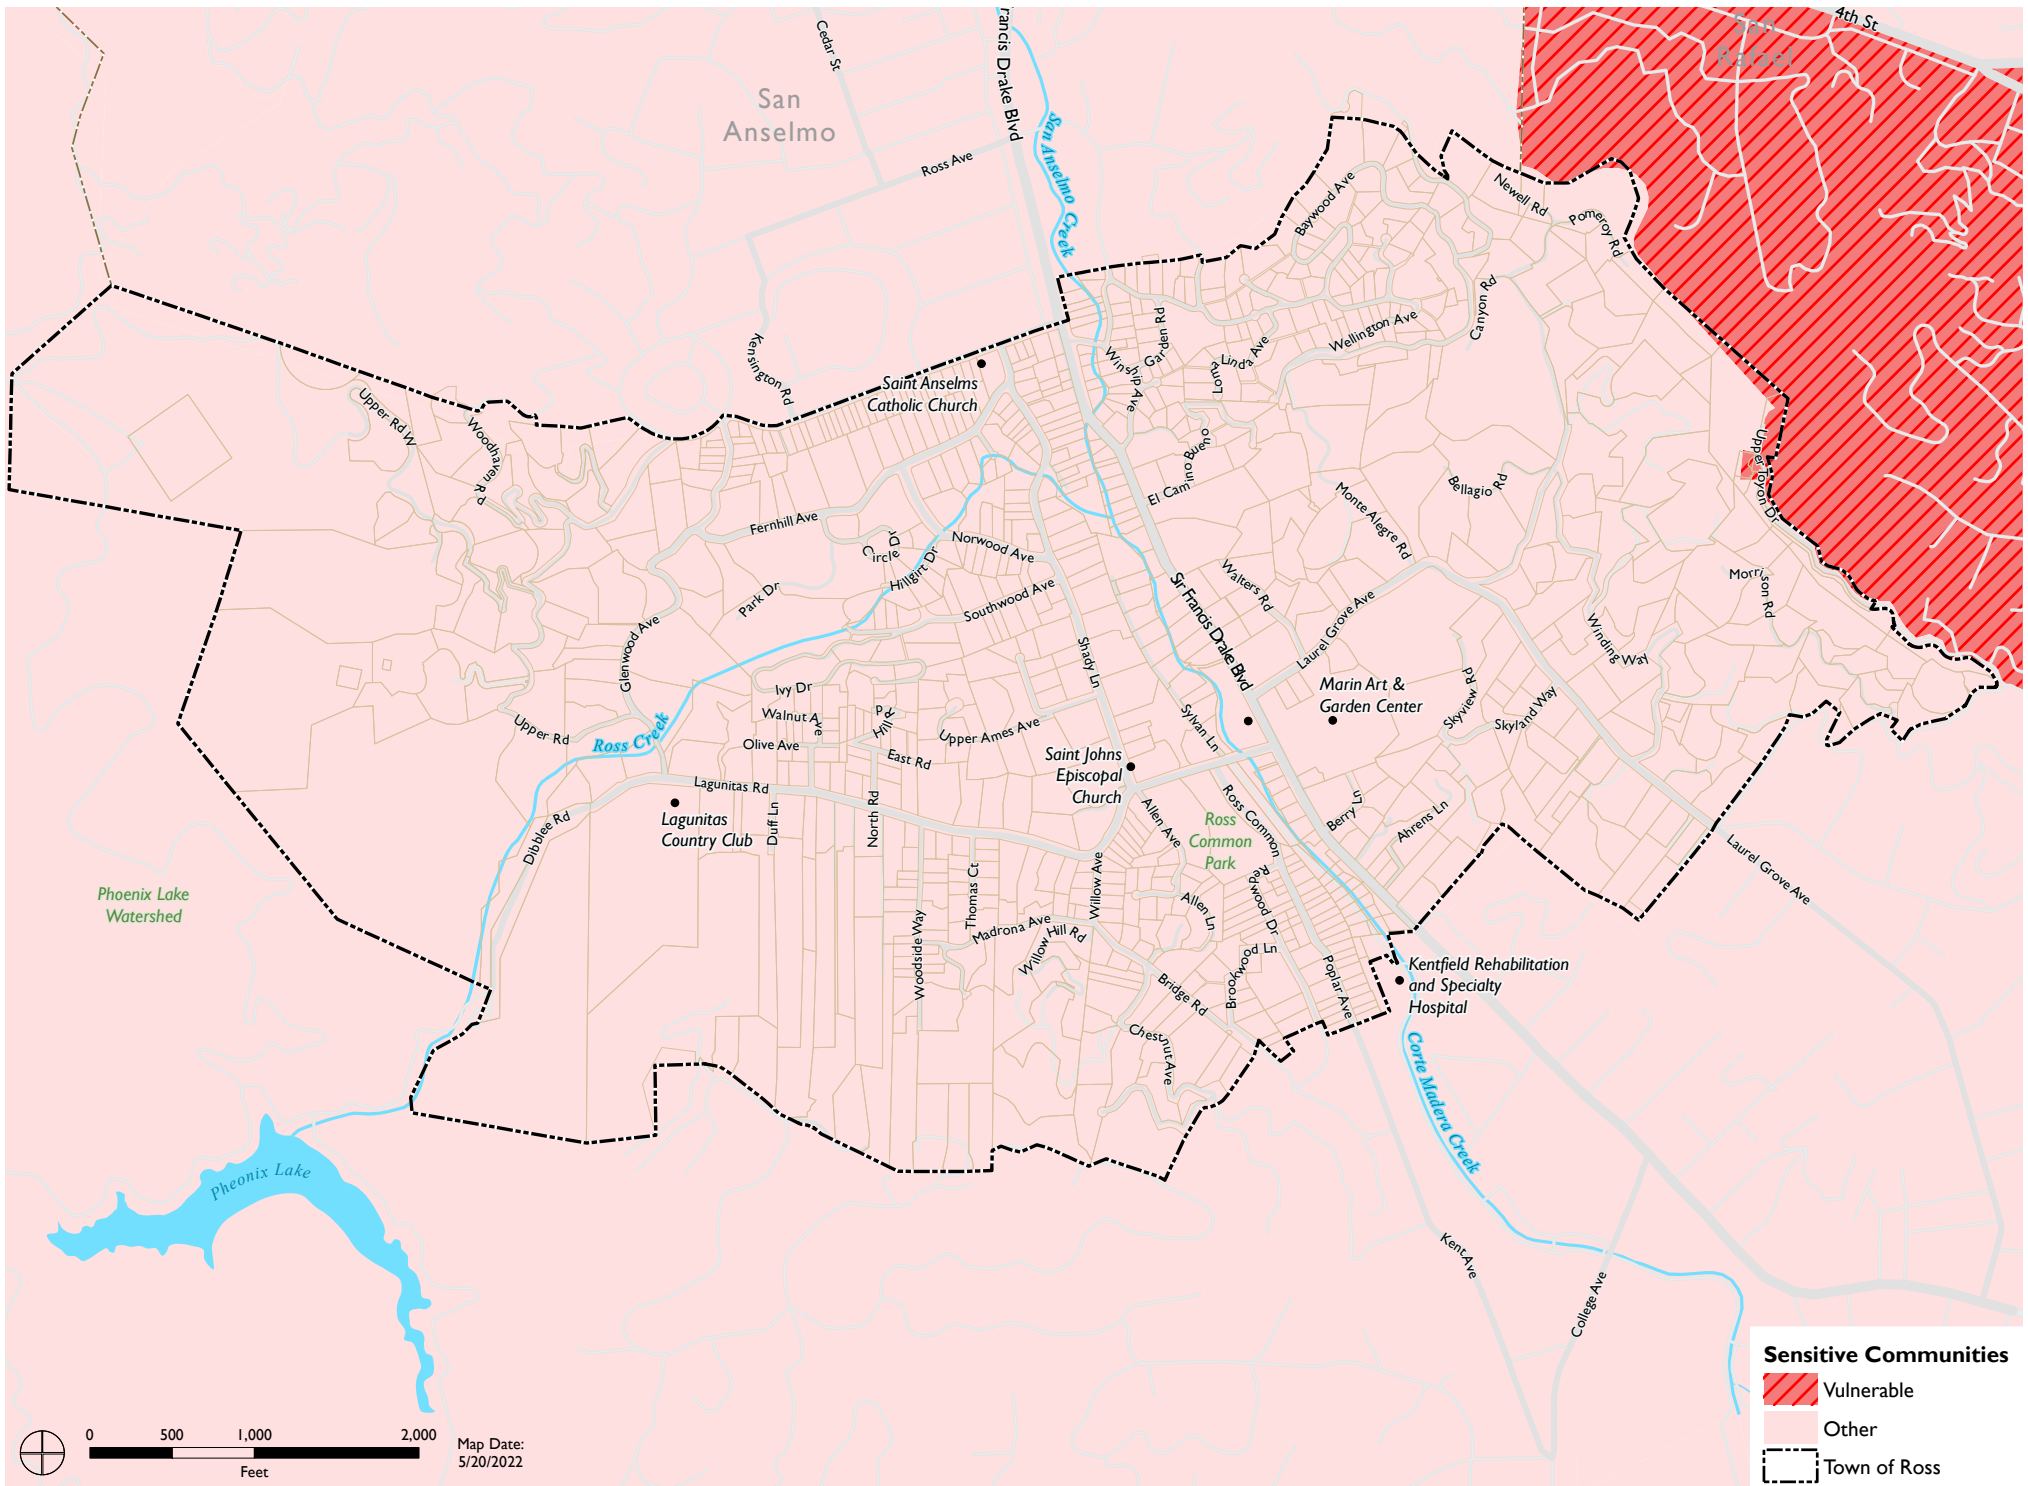 Cedar St
rancis Drake Blvd
San
Rafael
4th St
San
Anselmo
San Anselmo Creek
Ross Ave
Baywood Ave
Newell Rd
Pomeroy Rd
Canyon Rd
Kensington Rd
Saint Anselms
Catholic Church
Winship Ave
Garden Rd
Lome
Linda Ave
Wellington Ave
Upper Rd W
Woodhaven Rd
El Camino Bueno
Monte Alegre Rd
Bellagio Rd
Upper Toyon Dr
Fernhill Ave
Circle Dr
Norwood Ave
Hillgirt Dr
Park Dr
Southwood Ave
Sir Francis Drake Blvd
Walters Rd
Laurel Grove Ave
Morrison Rd
Winding Way
Glenwood Ave
Shady Ln
Ivy Dr
Walnut Ave
Hill Rd
Upper Ames Ave
Olive Ave
East Rd
Upper Rd
Ross Creek
Sylvan Ln
Marin Art &
Garden Center
Skyview Rd
Skyland Way
Saint Johns
Episcopal
Church
Lagunitas Rd
Lagunitas
Country Club
Duff Ln
North Rd
Dibblee Rd
Allen Ave
Ross Common
Ross
Common
Park
Berry Ln
Ahrens Ln
Laurel Grove Ave
Phoenix Lake
Watershed
Woodside Way
Thomas Ct
Willow Ave
Madrona Ave
Willow Hill Rd
Allen Ln
Redwood Dr
Brookwood Ln
Bridge Rd
Poplar Ave
Kentfield Rehabilitation
and Specialty
Hospital
Chestnut Ave
Corte Madera Creek
Pheonix Lake
Kent Ave
College Ave
Sensitive Communities
Vulnerable
Other
Town of Ross
0 500 1,000 2,000
Feet
Map Date:
5/20/2022